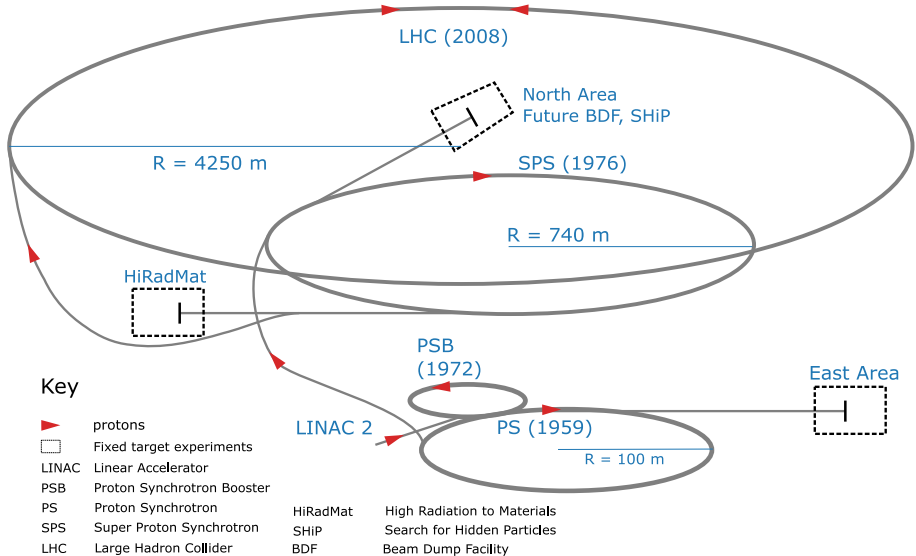 LHC (2008)
North Area
Future BDF, SHiP
R = 4250 m
SPS (1976)
R = 740 m
HiRadMat
PSB
(1972)
East Area
LINAC 2
PS (1959)
R = 100 m
Key
protons
Fixed target experiments
LINAC Linear Accelerator
PSB Proton Synchrotron Booster
PS Proton Synchrotron
SPS Super Proton Synchrotron
LHC Large Hadron Collider
HiRadMat High Radiation to Materials
SHiP Search for Hidden Particles
BDF Beam Dump Facility